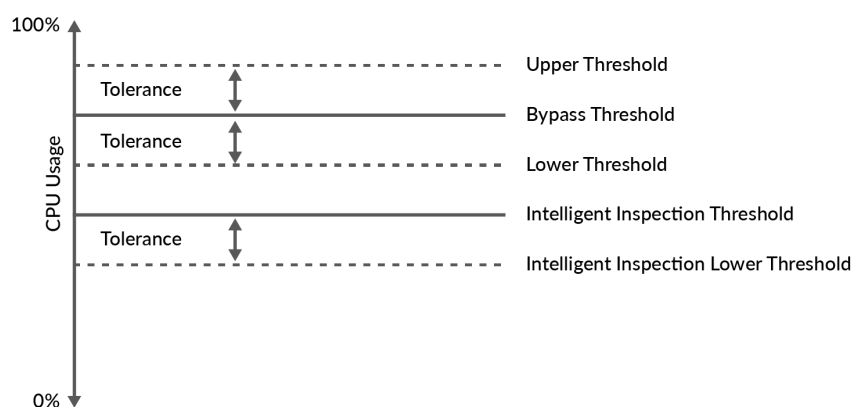 100%
Upper Threshold
Tolerance
Bypass Threshold
Tolerance
Lower Threshold
CPU Usage
Intelligent Inspection Threshold
Tolerance
Intelligent Inspection Lower Threshold
0%